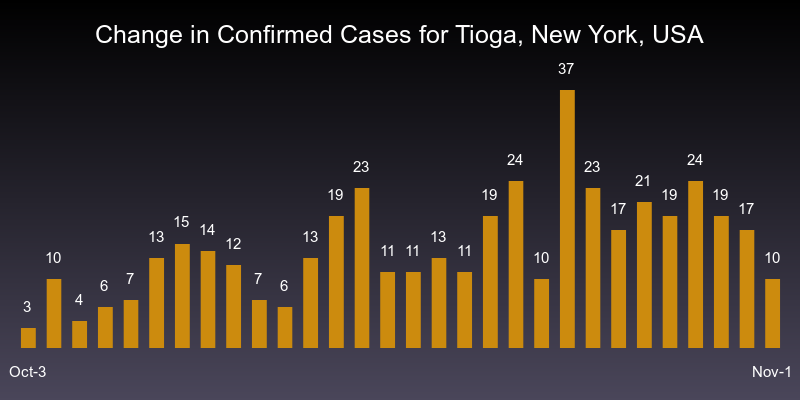 Change in Confirmed Cases for Tioga, New York, USA
3 10 4 6 7 13 15 14 12 7 6 13 19 23 11 11 13 11 19 24 10 37 23 17 21 19 24 19 17 10
Oct-3 Nov-1